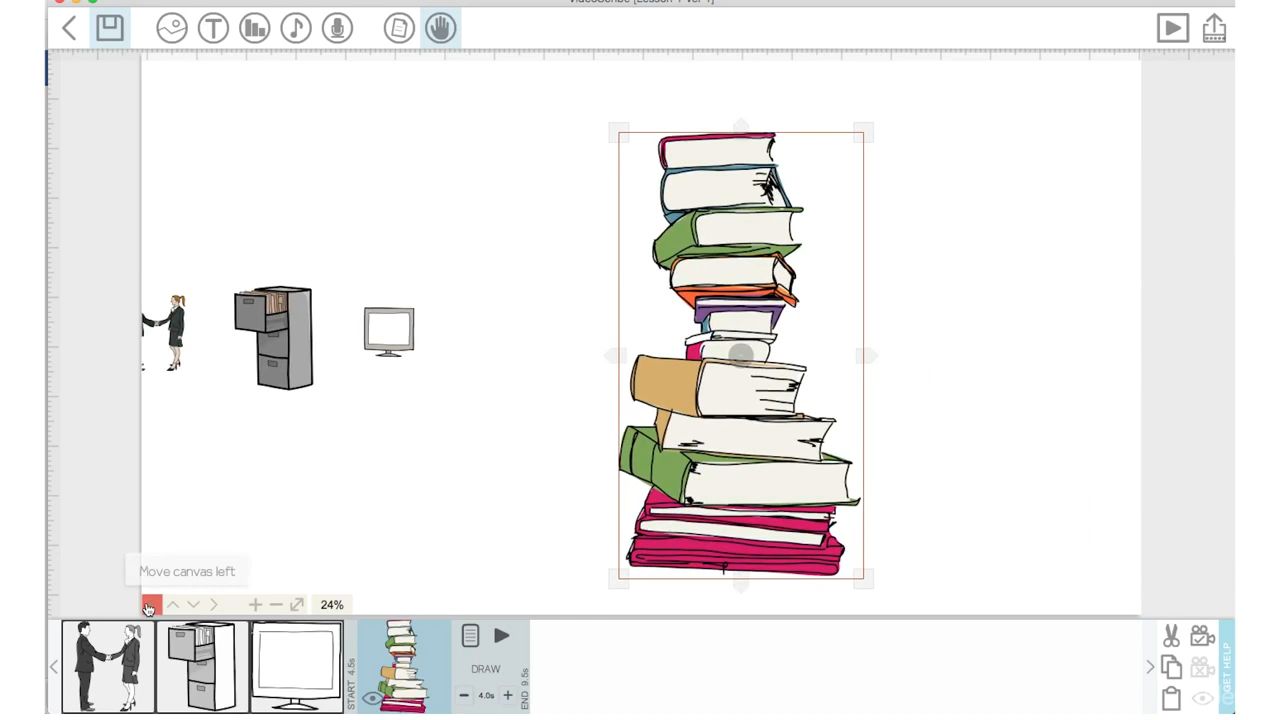 VideoScribe [Lesson 1 ver 1]
Move canvas left
24%
START 4.5s
DRAW
4.0s
END 9.5s
GET HELP